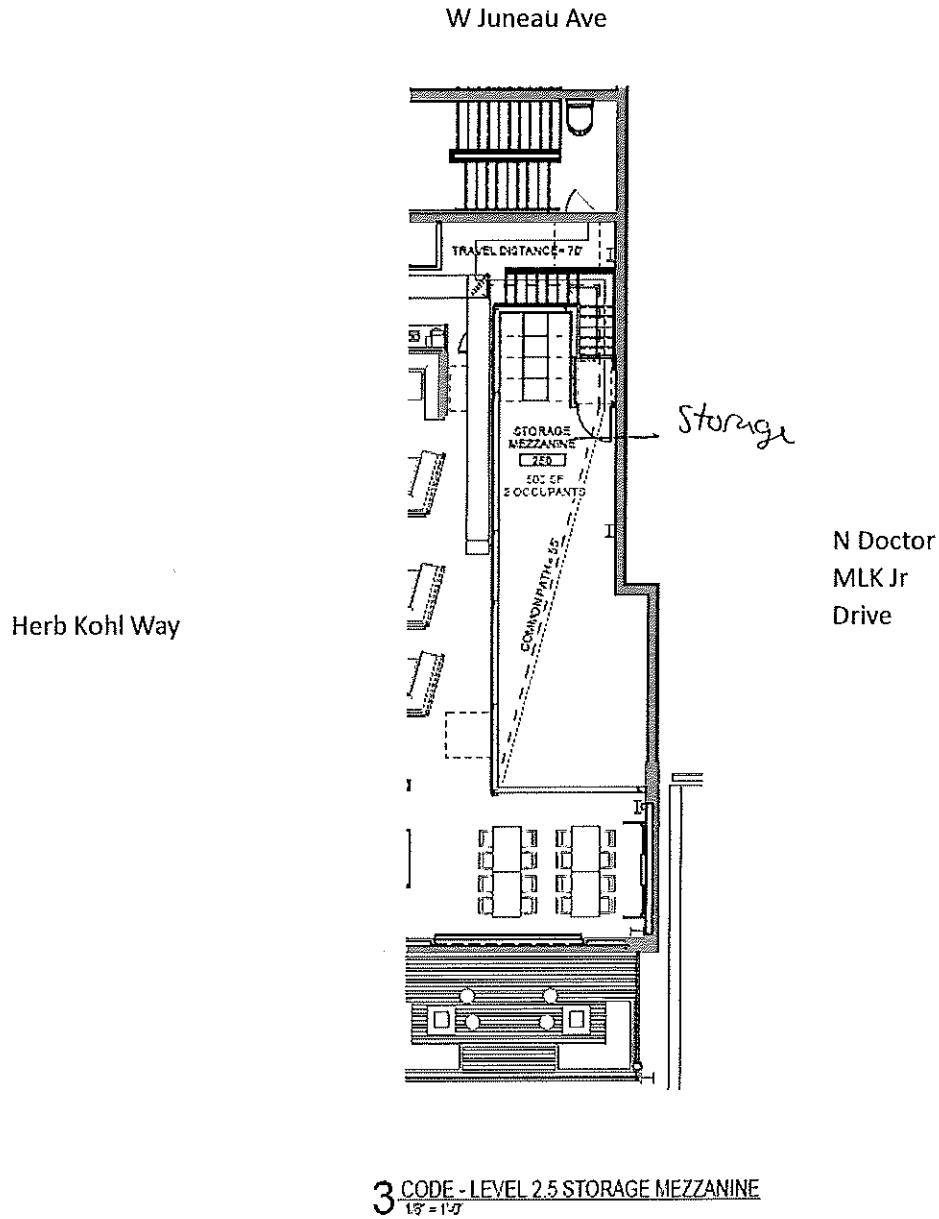 W Juneau Ave
TRAVEL DISTANCE= 70'
Storage
STORAGE
MEZZANINE
250
2 OCCUPANTS
COMMON PATH= 55'
N Doctor
MLK Jr
Drive
Herb Kohl Way
3 CODE - LEVEL 2.5 STORAGE MEZZANINE